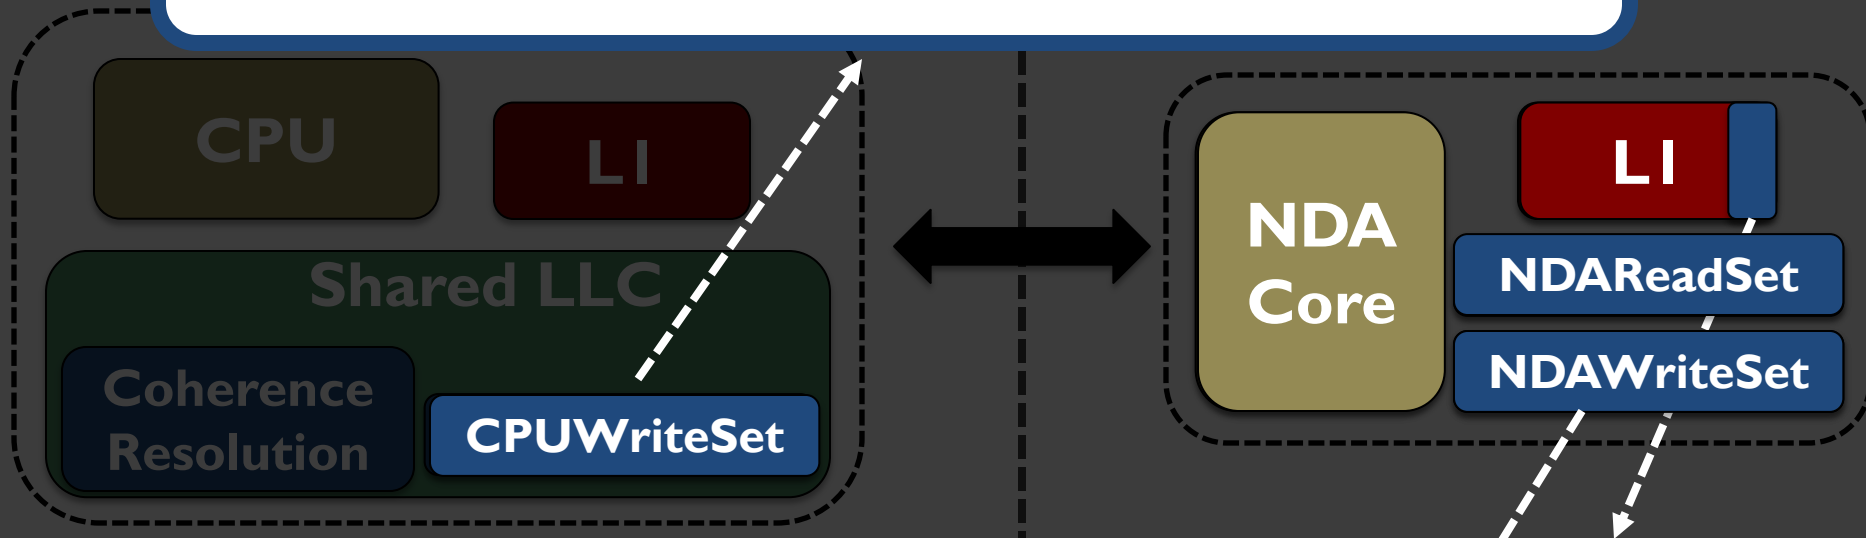 CPU
L1
Shared LLC
Coherence
Resolution
CPUWriteSet
NDA
Core
L1
NDAReadSet
NDAWriteSet